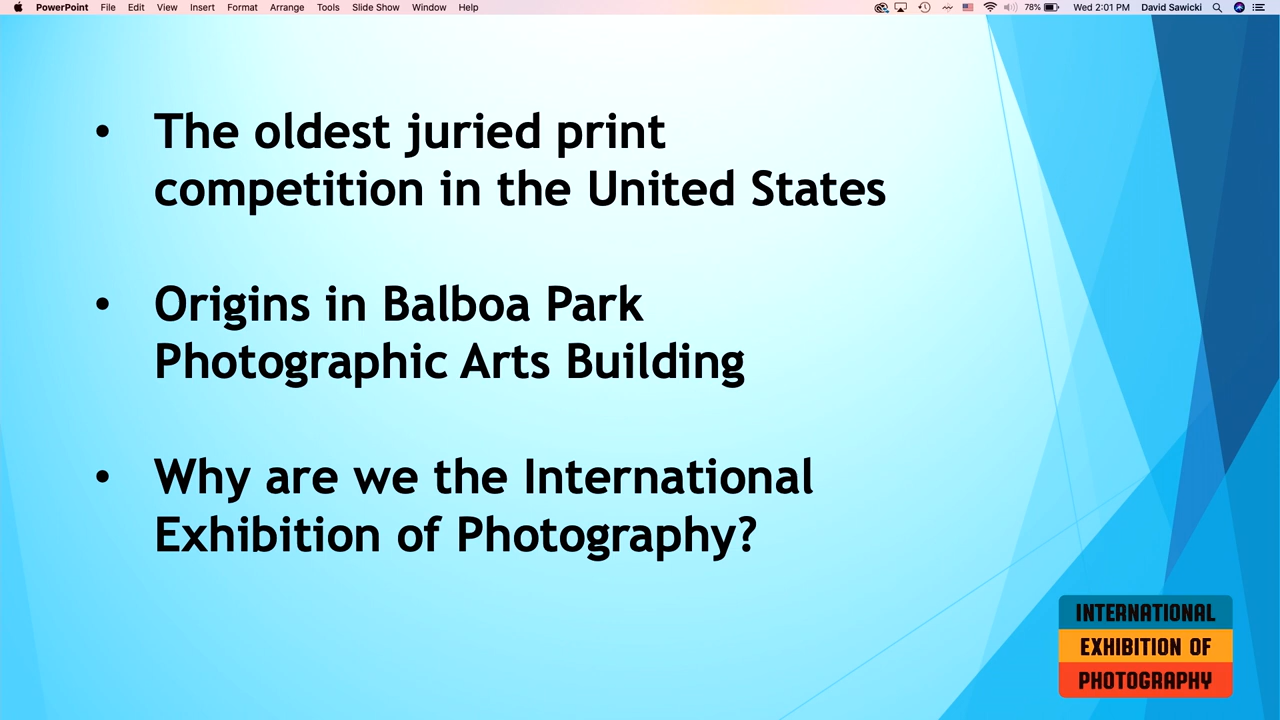 PowerPoint File Edit View Insert Format Arrange Tools Slide Show Window Help 78% Wed 2:01 PM David Sawicki
• The oldest juried print
competition in the United States
• Origins in Balboa Park
Photographic Arts Building
• Why are we the International
Exhibition of Photography?
INTERNATIONAL
EXHIBITION OF
PHOTOGRAPHY